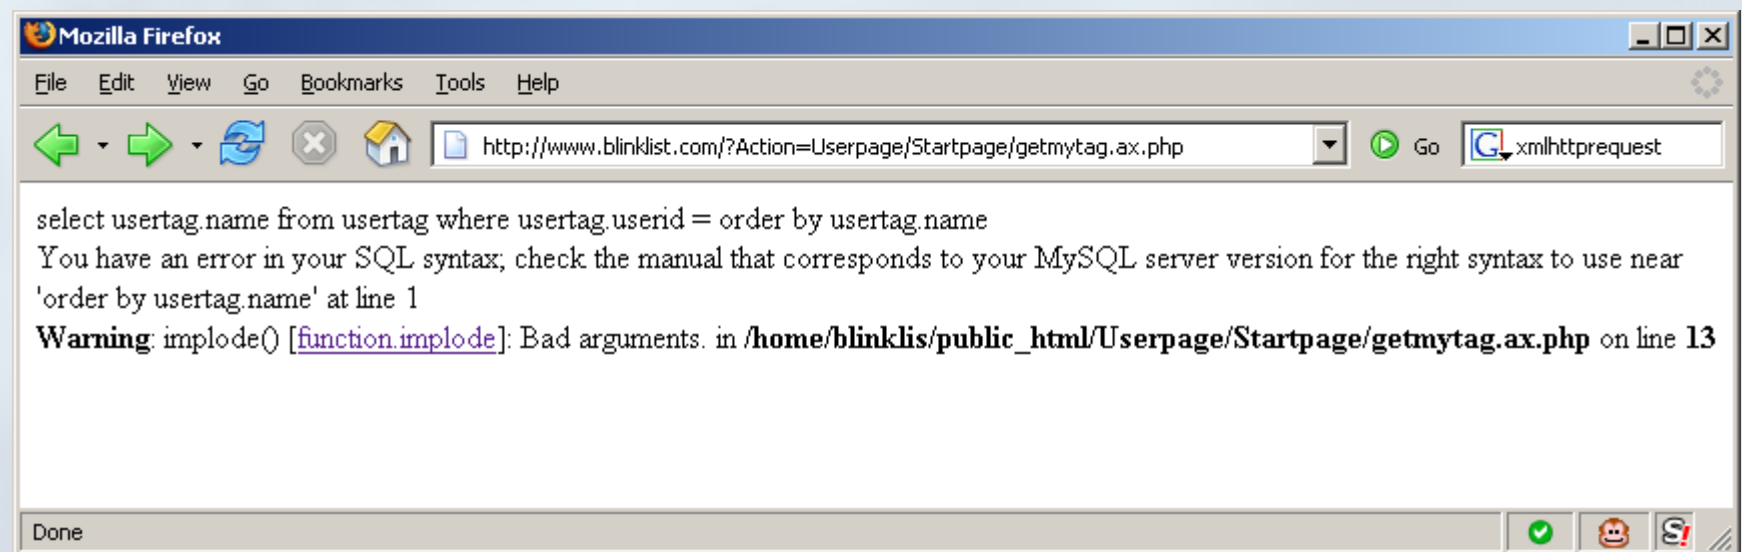 Mozilla Firefox
File Edit View Go Bookmarks Tools Help
http://www.blinklist.com/?Action=Userpage/Startpage/getmytag.ax.php Go G xmlhttprequest
select usertag.name from usertag where usertag.userid = order by usertag.name
You have an error in your SQL syntax; check the manual that corresponds to your MySQL server version for the right syntax to use near
'order by usertag.name' at line 1
Warning: implode() [function.implode]: Bad arguments. in /home/blinklis/public_html/Userpage/Startpage/getmytag.ax.php on line 13
Done S!